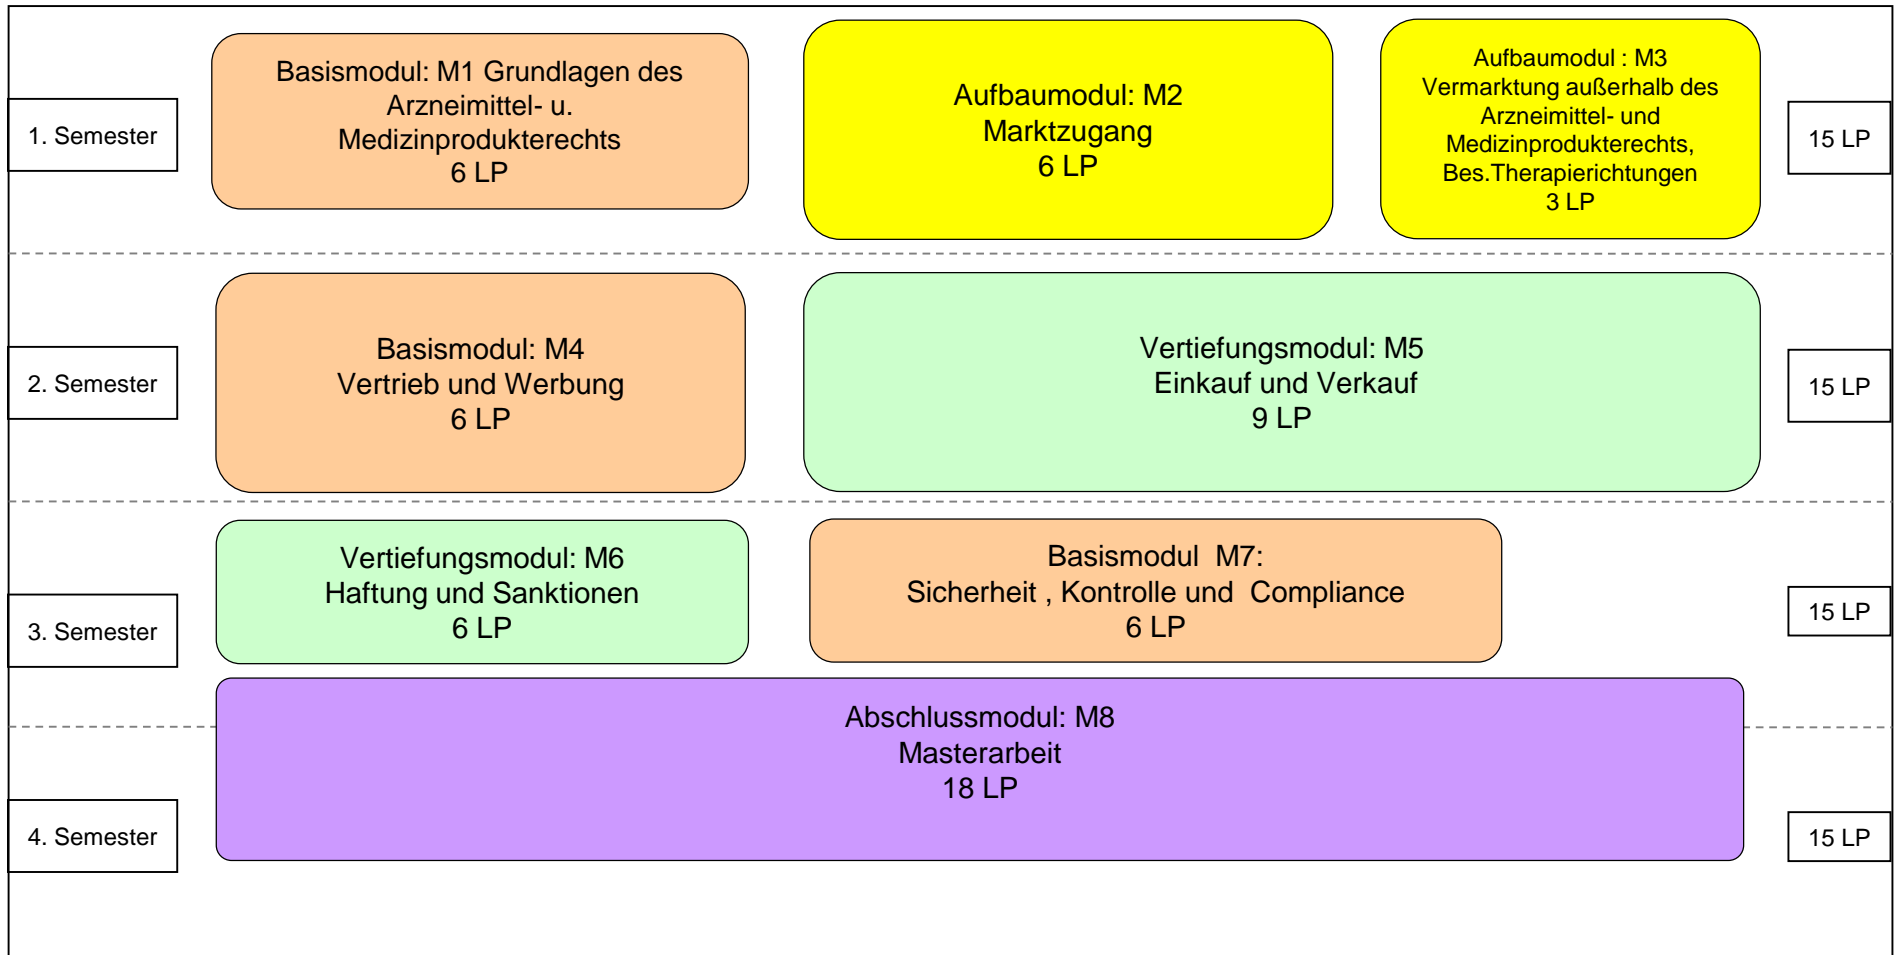 1. Semester
Basismodul: M1 Grundlagen des
Arzneimittel- u.
Medizinprodukterechts
6 LP
Aufbaumodul: M2
Marktzugang
6 LP
Aufbaumodul : M3
Vermarktung außerhalb des
Arzneimittel- und
Medizinprodukterechts,
Bes.Therapierichtungen
3 LP
15 LP
2. Semester
Basismodul: M4
Vertrieb und Werbung
6 LP
Vertiefungsmodul: M5
Einkauf und Verkauf
9 LP
15 LP
3. Semester
Vertiefungsmodul: M6
Haftung und Sanktionen
6 LP
Basismodul M7:
Sicherheit , Kontrolle und Compliance
6 LP
15 LP
Abschlussmodul: M8
Masterarbeit
18 LP
4. Semester
15 LP